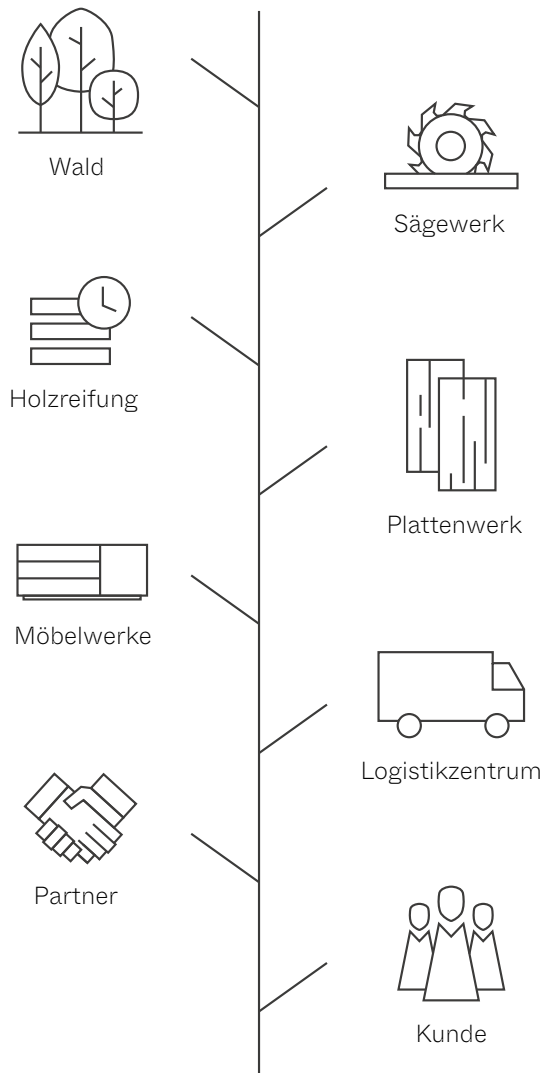 Wald
Sägewerk
Holzreifung
Plattenwerk
Möbelwerke
Logistikzentrum
Partner
Kunde